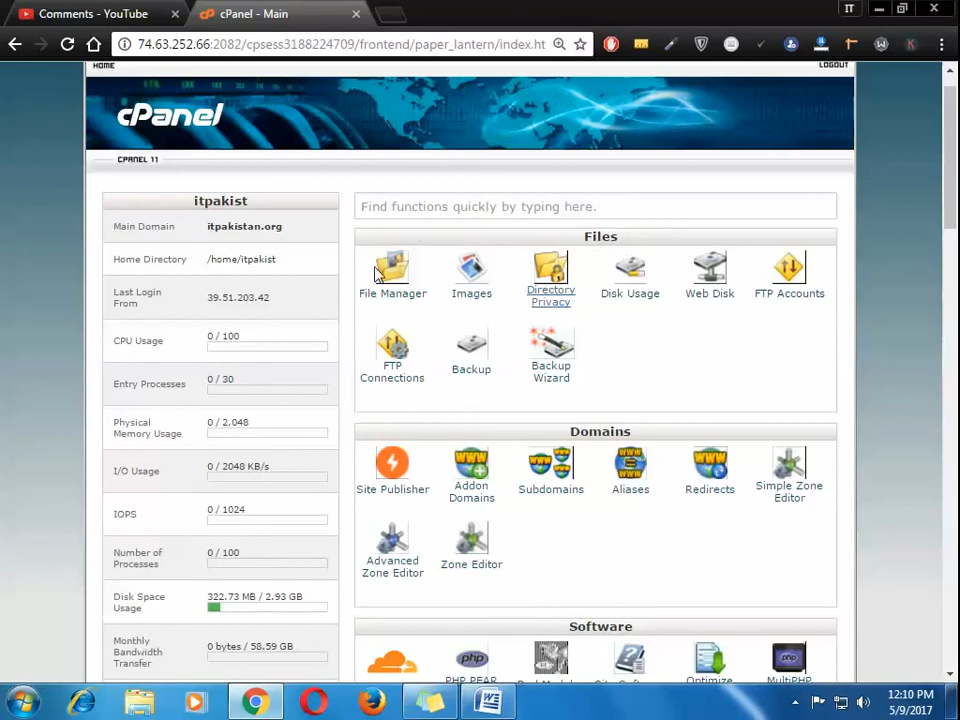 Comments - YouTube
cPanel - Main
IT
74.63.252.66:2082/cpsess3188224709/frontend/paper_lantern/index.ht
HOME
LOGOUT
cPanel
CPANEL 11
itpakist
Main Domain itpakistan.org
Home Directory /home/itpakist
Last Login
From
39.51.203.42
CPU Usage 0 / 100
Entry Processes 0 / 30
Physical
Memory Usage
0 / 2,048
I/O Usage 0 / 2048 KB/s
IOPS 0 / 1024
Number of
Processes
0 / 100
Disk Space
Usage
322.73 MB / 2.93 GB
Monthly
Bandwidth
Transfer
0 bytes / 58.59 GB
Find functions quickly by typing here.
Files
File Manager
Images
Directory
Privacy
Disk Usage
Web Disk
FTP Accounts
FTP
Connections
Backup
Backup
Wizard
Domains
Site Publisher
Addon
Domains
Subdomains
Aliases
Redirects
Simple Zone
Editor
Advanced
Zone Editor
Zone Editor
Software
PHP PEAR
Optimize
MultiPHP
12:10 PM
5/9/2017